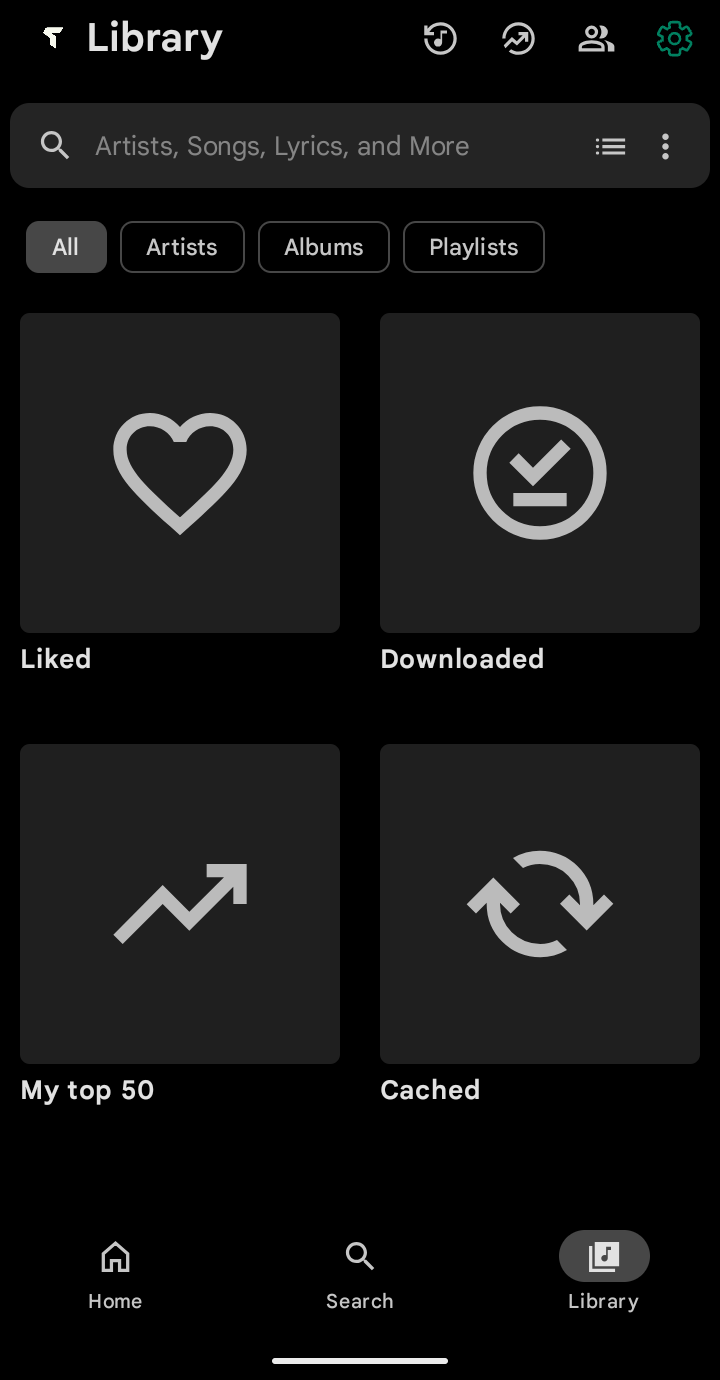 Library
Artists, Songs, Lyrics, and More
All Artists Albums Playlists
Liked Downloaded
My top 50 Cached
Home Search Library